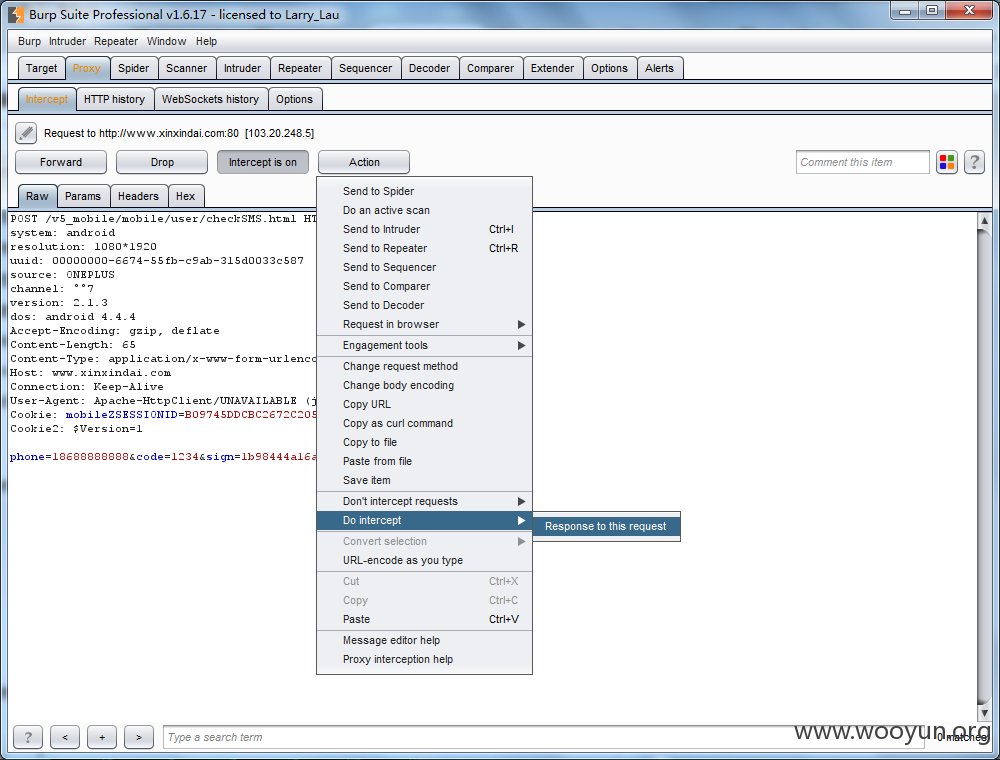 Burp Suite Professional v1.6.17 - licensed to Larry_Lau
Burp Intruder Repeater Window Help
Target Proxy Spider Scanner Intruder Repeater Sequencer Decoder Comparer Extender Options Alerts
Intercept HTTP history WebSockets history Options
Request to http://www.xinxindai.com:80 [103.20.248.5]
Forward Drop Intercept is on Action Comment this item ?
Raw Params Headers Hex
POST /v5_mobile/mobile/user/checkSMS.html HT
system: android
resolution: 1080*1920
uuid: 00000000-6674-55fb-c9ab-315d0033c587
source: ONEPLUS
channel: °°7
version: 2.1.3
dos: android 4.4.4
Accept-Encoding: gzip, deflate
Content-Length: 65
Content-Type: application/x-www-form-urlenco
Host: www.xinxindai.com
Connection: Keep-Alive
User-Agent: Apache-HttpClient/UNAVAILABLE (j
Cookie: mobileZSESSIONID=B09745DDCBC2672C205
Cookie2: $Version=1
phone=18688888888&code=1234&sign=1b98444a16a
Send to Spider
Do an active scan
Send to Intruder Ctrl+I
Send to Repeater Ctrl+R
Send to Sequencer
Send to Comparer
Send to Decoder
Request in browser
Engagement tools
Change request method
Change body encoding
Copy URL
Copy as curl command
Copy to file
Paste from file
Save item
Don't intercept requests
Do intercept
Response to this request
Convert selection
URL-encode as you type
Cut Ctrl+X
Copy Ctrl+C
Paste Ctrl+V
Message editor help
Proxy interception help
? < + > Type a search term 0 matches
www.wooyun.org